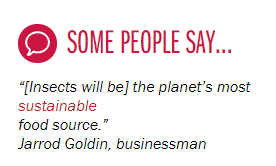 SOME PEOPLE SAY...
“[Insects will be] the planet’s most
sustainable
food source.”
Jarrod Goldin, businessman